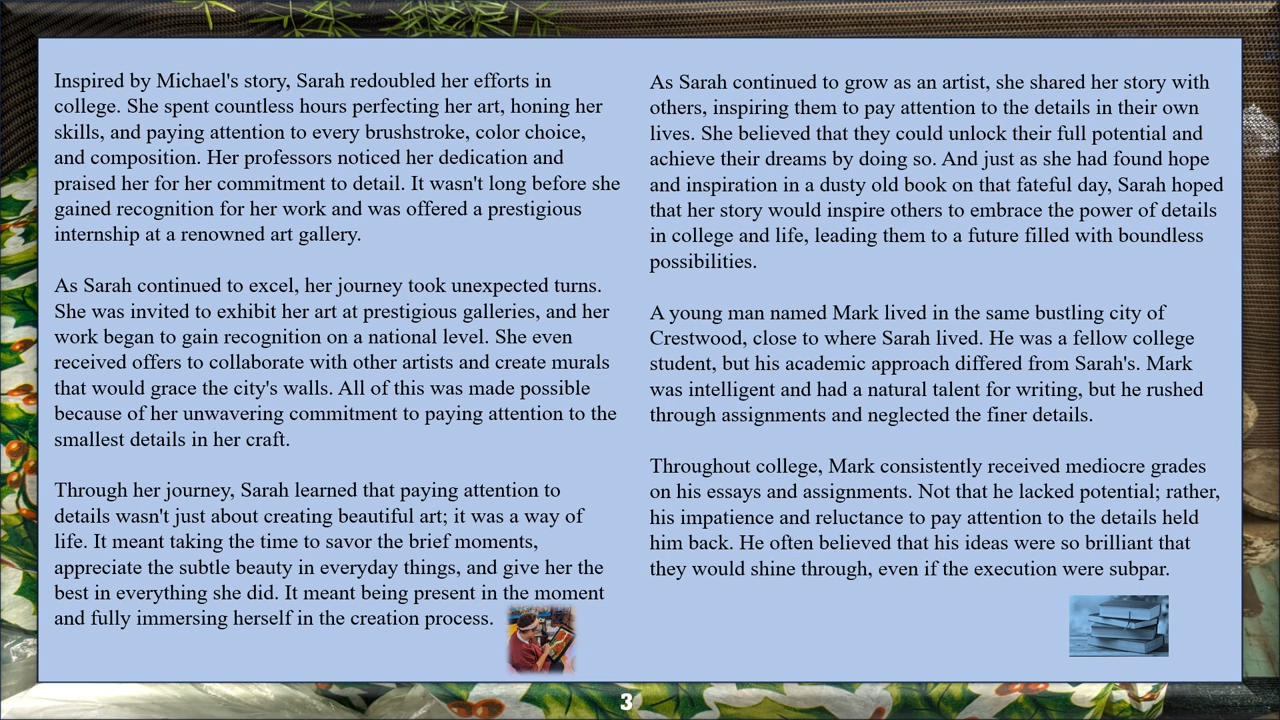 Inspired by Michael's story, Sarah redoubled her efforts in
college. She spent countless hours perfecting her art, honing her
skills, and paying attention to every brushstroke, color choice,
and composition. Her professors noticed her dedication and
praised her for her commitment to detail. It wasn't long before she
gained recognition for her work and was offered a prestigious
internship at a renowned art gallery.
As Sarah continued to excel, her journey took unexpected turns.
She was invited to exhibit her art at prestigious galleries, and her
work began to gain recognition on a national level. She even
received offers to collaborate with other artists and create murals
that would grace the city's walls. All of this was made possible
because of her unwavering commitment to paying attention to the
smallest details in her craft.
Through her journey, Sarah learned that paying attention to
details wasn't just about creating beautiful art; it was a way of
life. It meant taking the time to savor the brief moments,
appreciate the subtle beauty in everyday things, and give her the
best in everything she did. It meant being present in the moment
and fully immersing herself in the creation process.
As Sarah continued to grow as an artist, she shared her story with
others, inspiring them to pay attention to the details in their own
lives. She believed that they could unlock their full potential and
achieve their dreams by doing so. And just as she had found hope
and inspiration in a dusty old book on that fateful day, Sarah hoped
that her story would inspire others to embrace the power of details
in college and life, leading them to a future filled with boundless
possibilities.
A young man named Mark lived in the same bustling city of
Crestwood, close to where Sarah lived. He was a fellow college
student, but his academic approach differed from Sarah's. Mark
was intelligent and had a natural talent for writing, but he rushed
through assignments and neglected the finer details.
Throughout college, Mark consistently received mediocre grades
on his essays and assignments. Not that he lacked potential; rather,
his impatience and reluctance to pay attention to the details held
him back. He often believed that his ideas were so brilliant that
they would shine through, even if the execution were subpar.
3